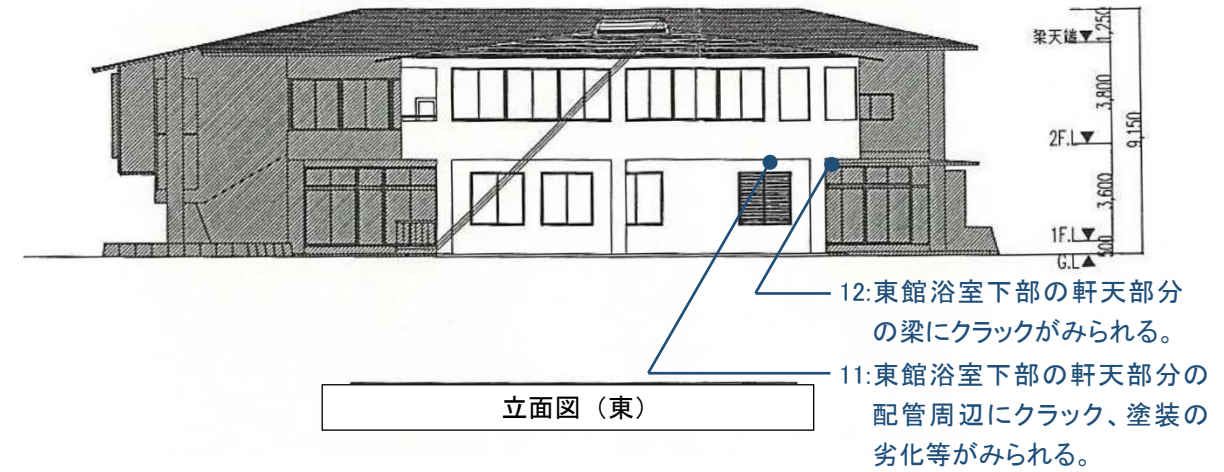 1,250
梁天端▼
3,800
9,150
2F.L▼
3,600
1F.L▼
500
G.L▲
12:東館浴室下部の軒天部分
の梁にクラックがみられる。
11:東館浴室下部の軒天部分の
配管周辺にクラック、塗装の
劣化等がみられる。
立面図（東）